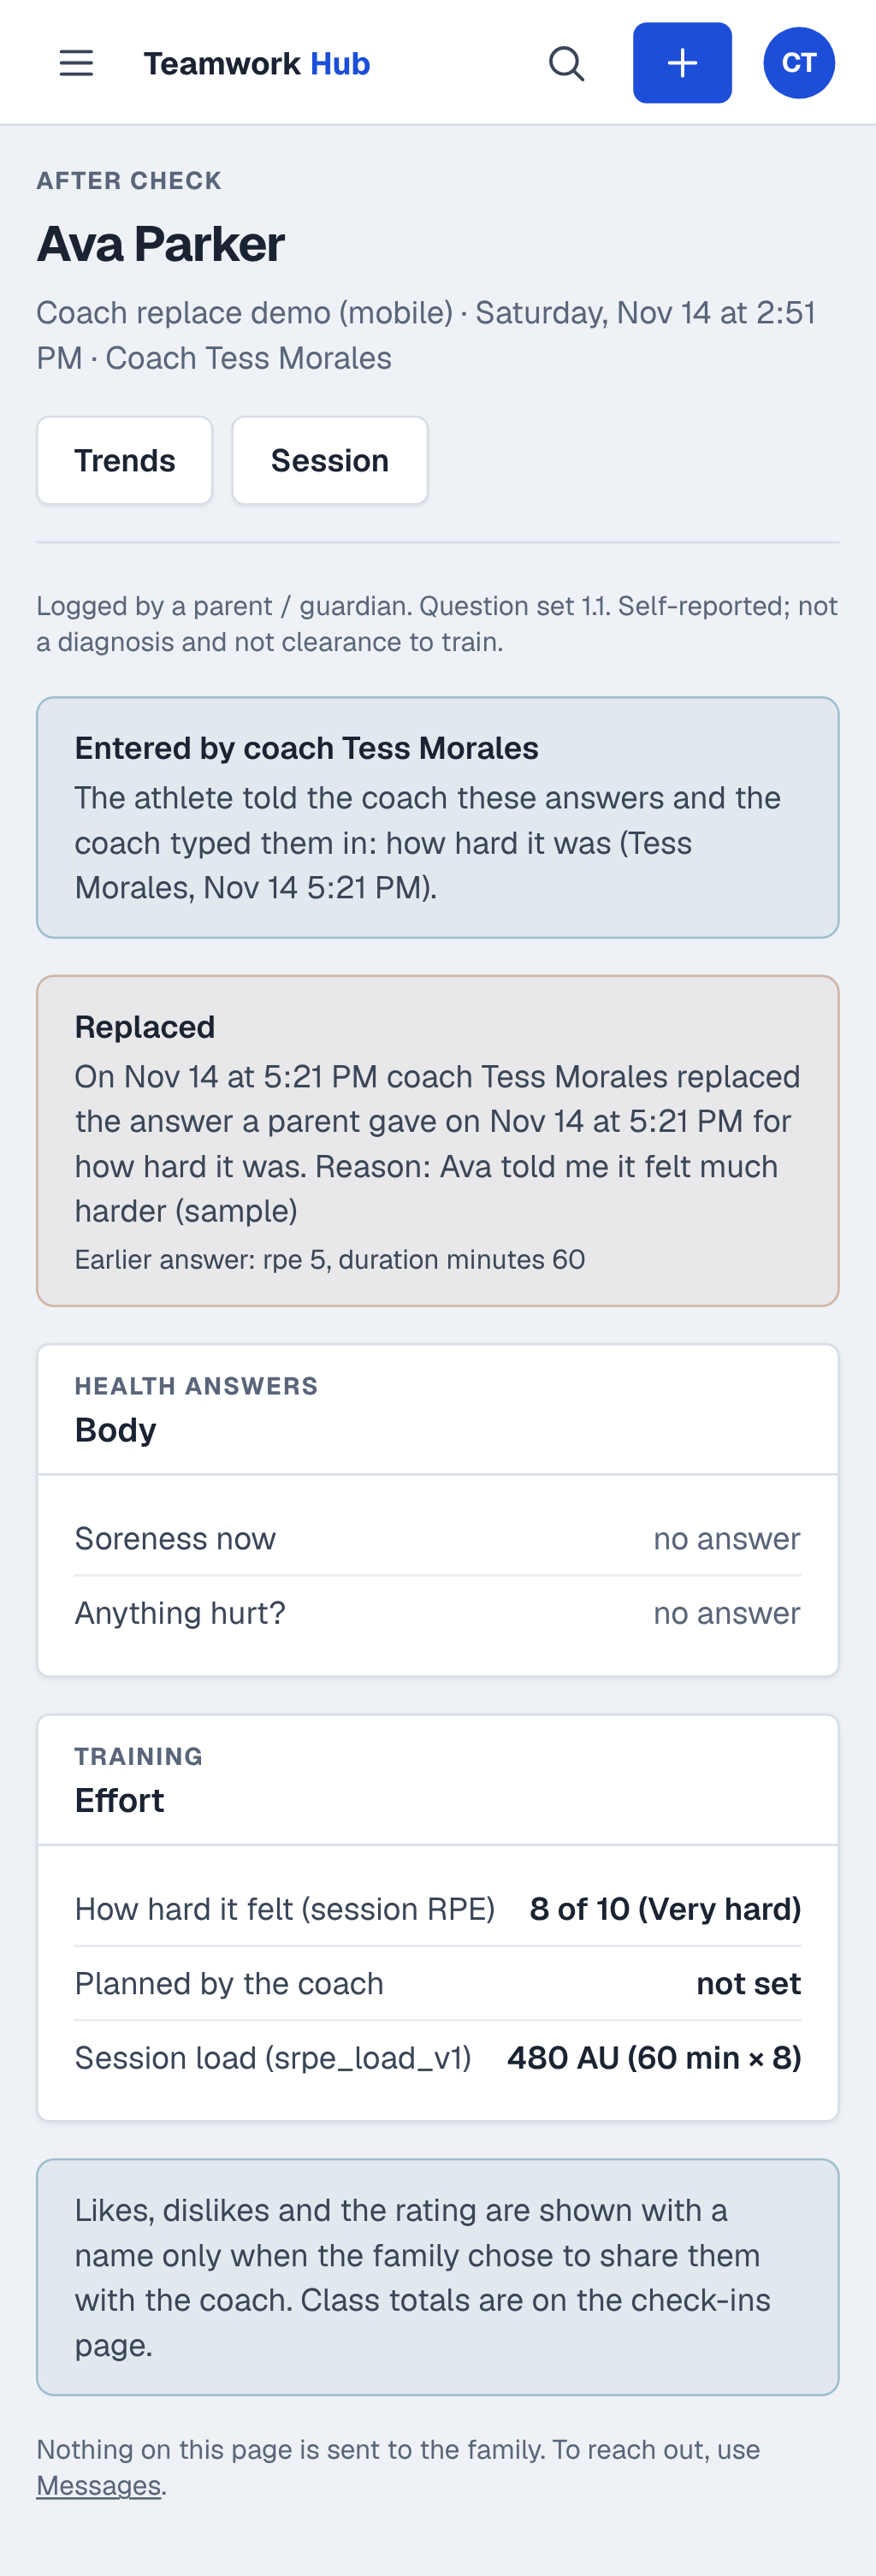 Teamwork Hub
CT
AFTER CHECK
Ava Parker
Coach replace demo (mobile) · Saturday, Nov 14 at 2:51
PM · Coach Tess Morales
Trends
Session
Logged by a parent / guardian. Question set 1.1. Self-reported; not
a diagnosis and not clearance to train.
Entered by coach Tess Morales
The athlete told the coach these answers and the
coach typed them in: how hard it was (Tess
Morales, Nov 14 5:21 PM).
Replaced
On Nov 14 at 5:21 PM coach Tess Morales replaced
the answer a parent gave on Nov 14 at 5:21 PM for
how hard it was. Reason: Ava told me it felt much
harder (sample)
Earlier answer: rpe 5, duration minutes 60
HEALTH ANSWERS
Body
Soreness now no answer
Anything hurt? no answer
TRAINING
Effort
How hard it felt (session RPE) 8 of 10 (Very hard)
Planned by the coach not set
Session load (srpe_load_v1) 480 AU (60 min × 8)
Likes, dislikes and the rating are shown with a
name only when the family chose to share them
with the coach. Class totals are on the check-ins
page.
Nothing on this page is sent to the family. To reach out, use
Messages.